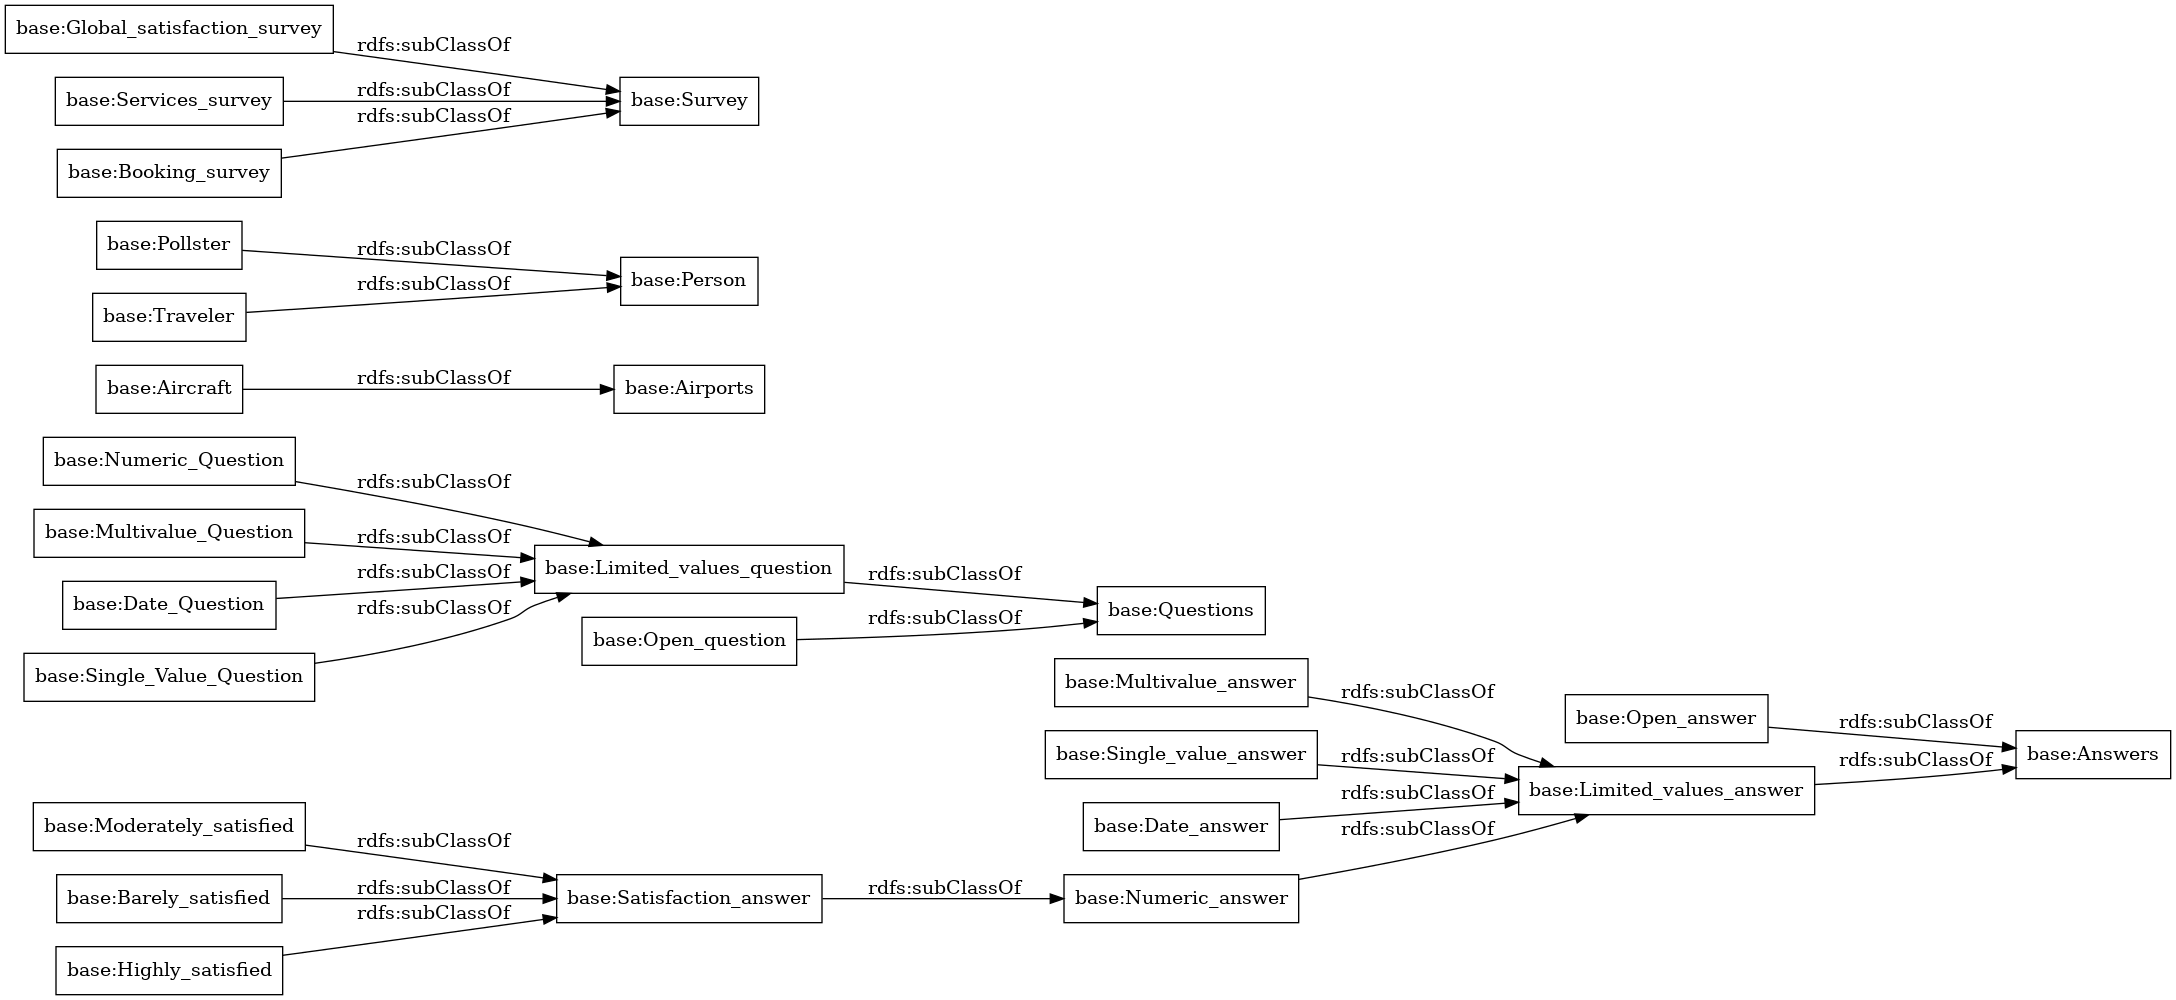 base:Global_satisfaction_survey
rdfs:subClassOf
base:Services_survey
rdfs:subClassOf
base:Survey
rdfs:subClassOf
base:Booking_survey
base:Pollster
rdfs:subClassOf
base:Person
rdfs:subClassOf
base:Traveler
base:Aircraft
rdfs:subClassOf
base:Airports
base:Numeric_Question
rdfs:subClassOf
base:Multivalue_Question
rdfs:subClassOf
base:Limited_values_question
rdfs:subClassOf
rdfs:subClassOf
base:Date_Question
rdfs:subClassOf
base:Questions
rdfs:subClassOf
base:Open_question
base:Single_Value_Question
base:Multivalue_answer
rdfs:subClassOf
base:Open_answer
rdfs:subClassOf
base:Single_value_answer
rdfs:subClassOf
base:Answers
rdfs:subClassOf
base:Limited_values_answer
rdfs:subClassOf
base:Date_answer
rdfs:subClassOf
base:Moderately_satisfied
rdfs:subClassOf
base:Barely_satisfied
rdfs:subClassOf
base:Satisfaction_answer
rdfs:subClassOf
base:Numeric_answer
rdfs:subClassOf
base:Highly_satisfied